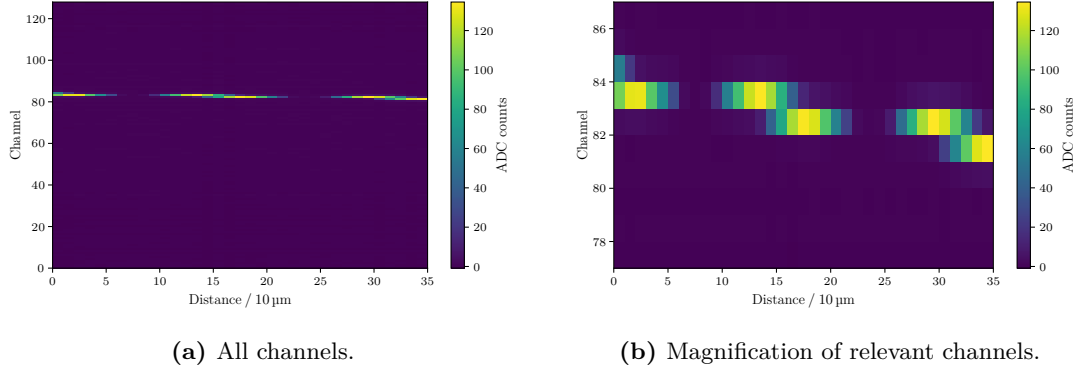 120
100
80
60
40
20
0
Channel
0 5 10 15 20 25 30 35
Distance / 10 µm
120
100
80
60
40
20
0
ADC counts
(a) All channels.
86
84
82
80
78
Channel
0 5 10 15 20 25 30 35
Distance / 10 µm
120
100
80
60
40
20
0
ADC counts
(b) Magnification of relevant channels.